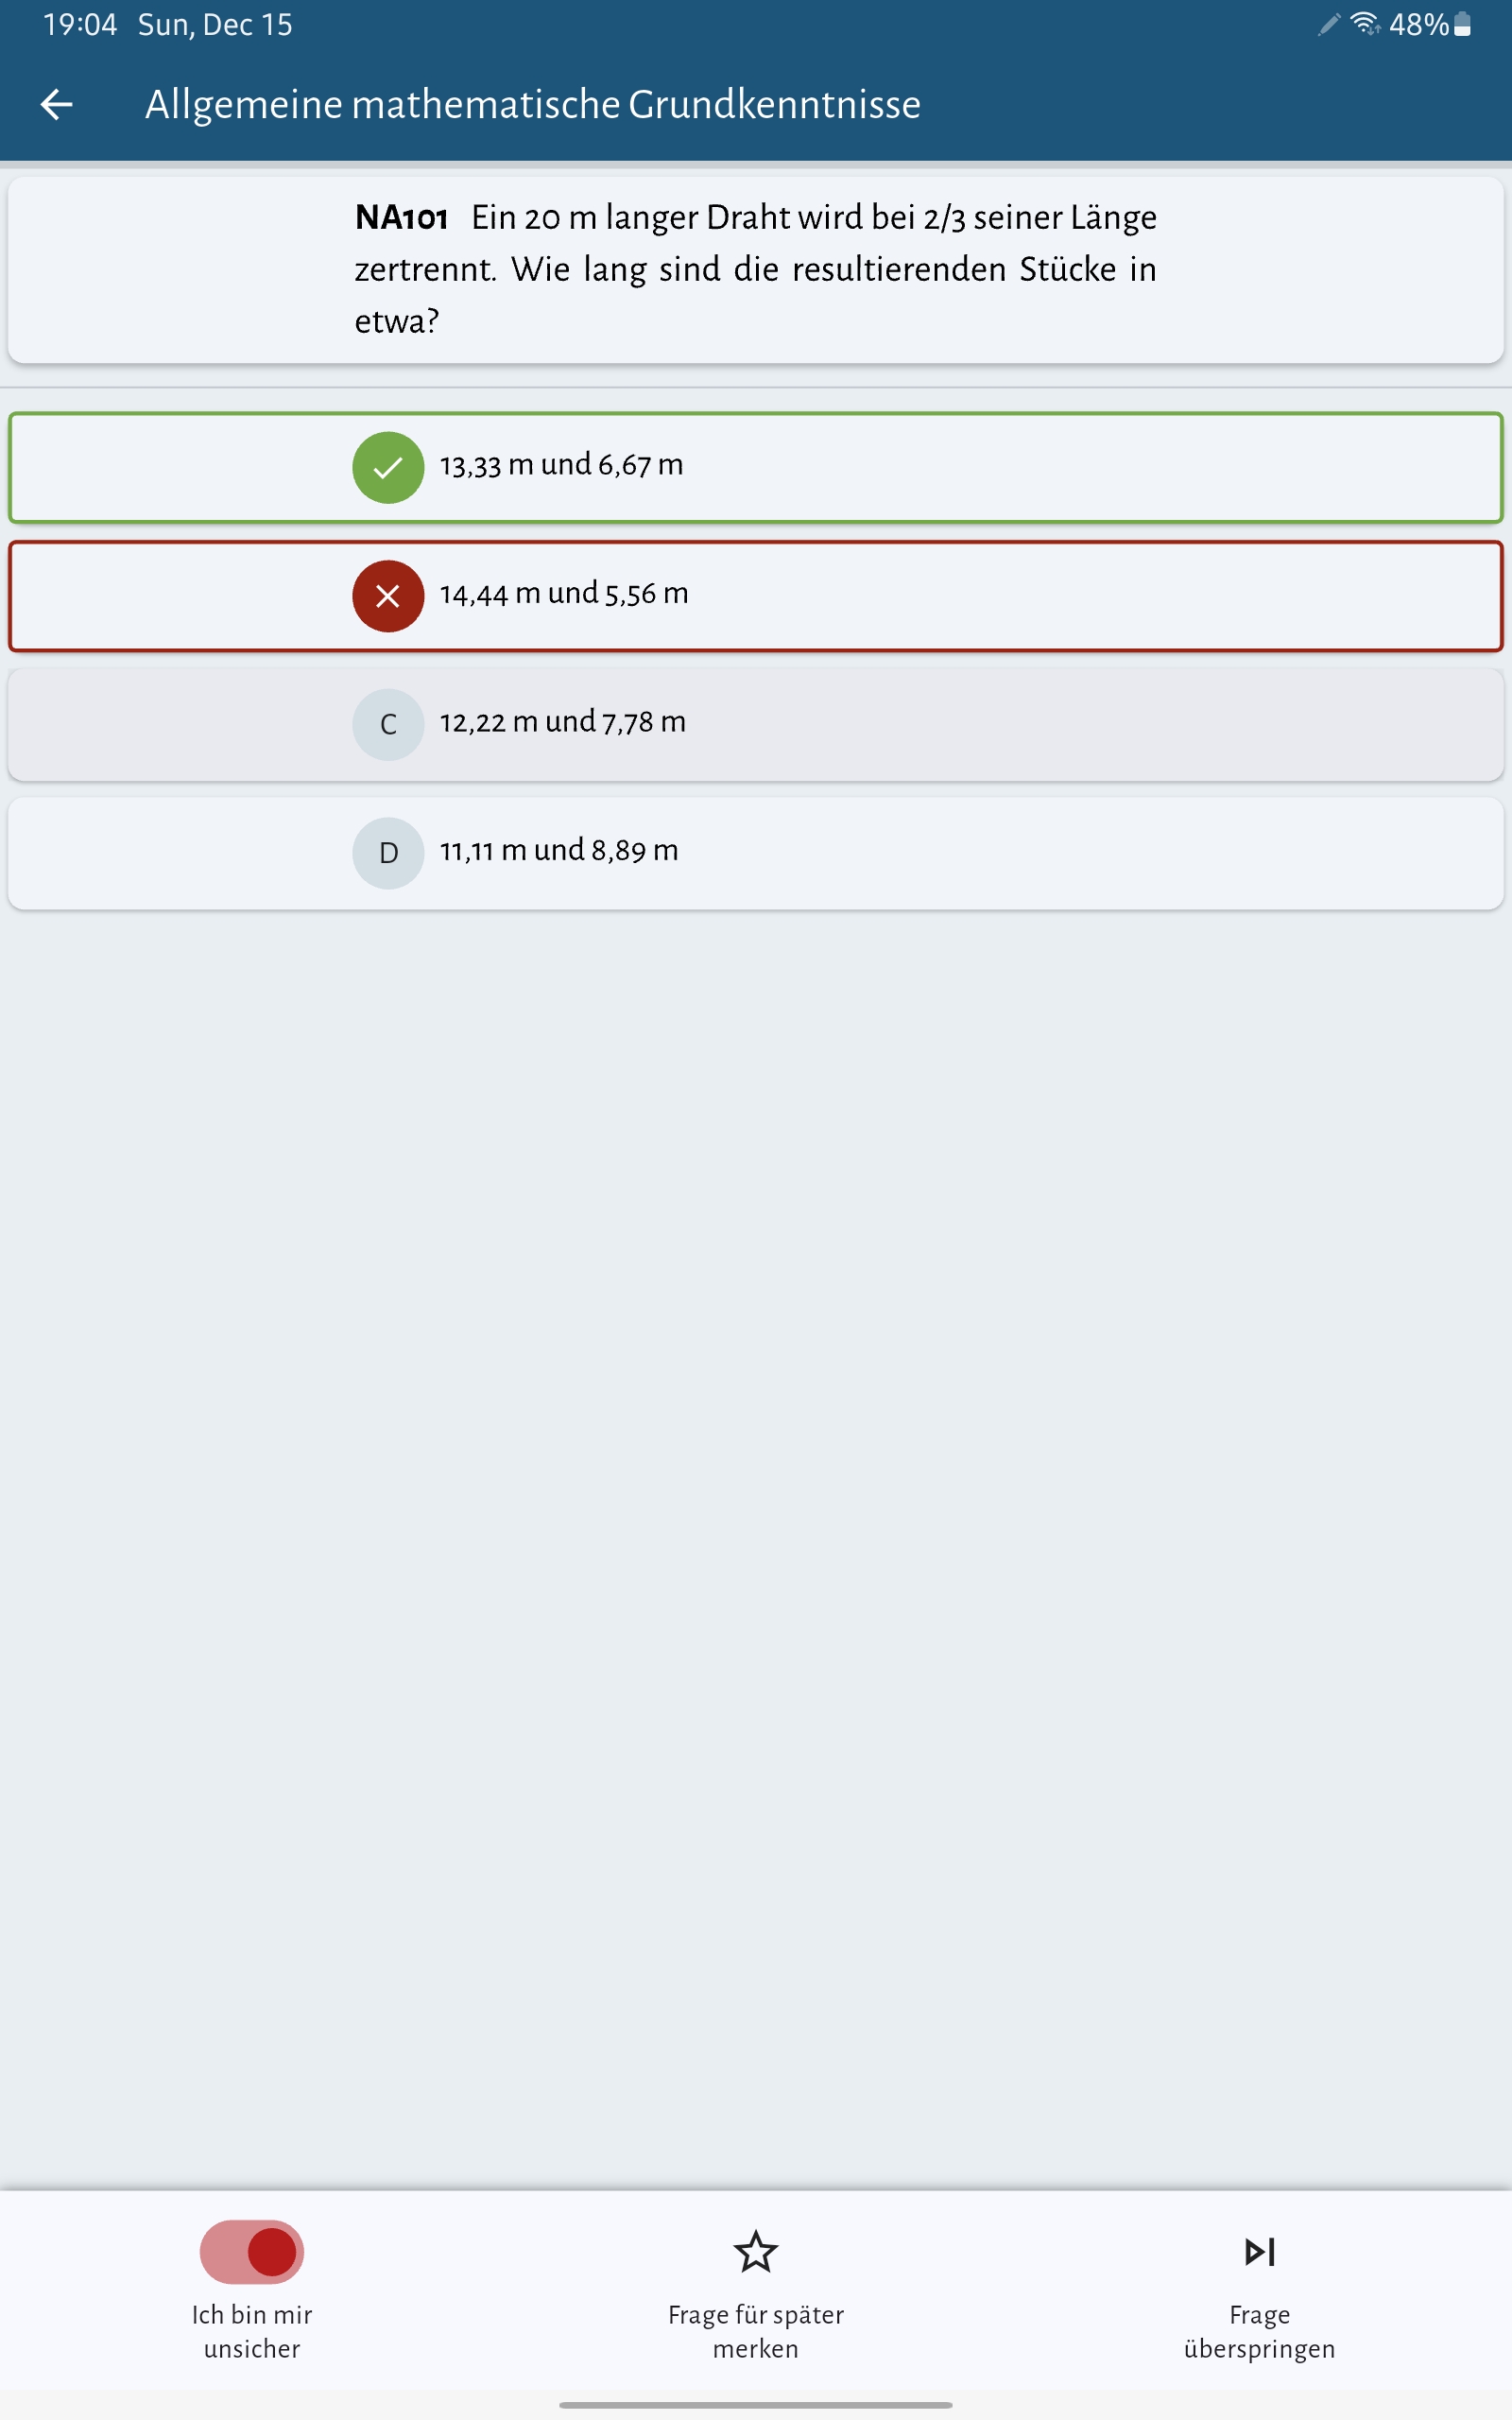 19:04 Sun, Dec 15
48%
Allgemeine mathematische Grundkenntnisse
NA101 Ein 20 m langer Draht wird bei 2/3 seiner Länge
zertrennt. Wie lang sind die resultierenden Stücke in
etwa?
13,33 m und 6,67 m
14,44 m und 5,56 m
C 12,22 m und 7,78 m
D 11,11 m und 8,89 m
Ich bin mir
unsicher
Frage für später
merken
Frage
überspringen